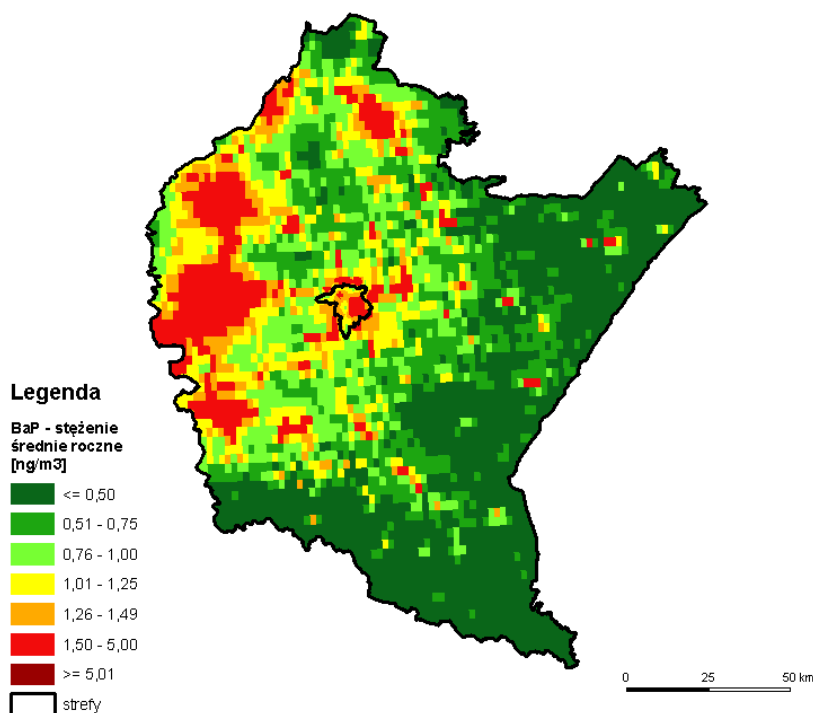 Legenda
BaP - stężenie
średnie roczne
[ng/m3]
<= 0,50
0,51 - 0,75
0,76 - 1,00
1,01 - 1,25
1,26 - 1,49
1,50 - 5,00
>= 5,01
strefy
0 25 50 km